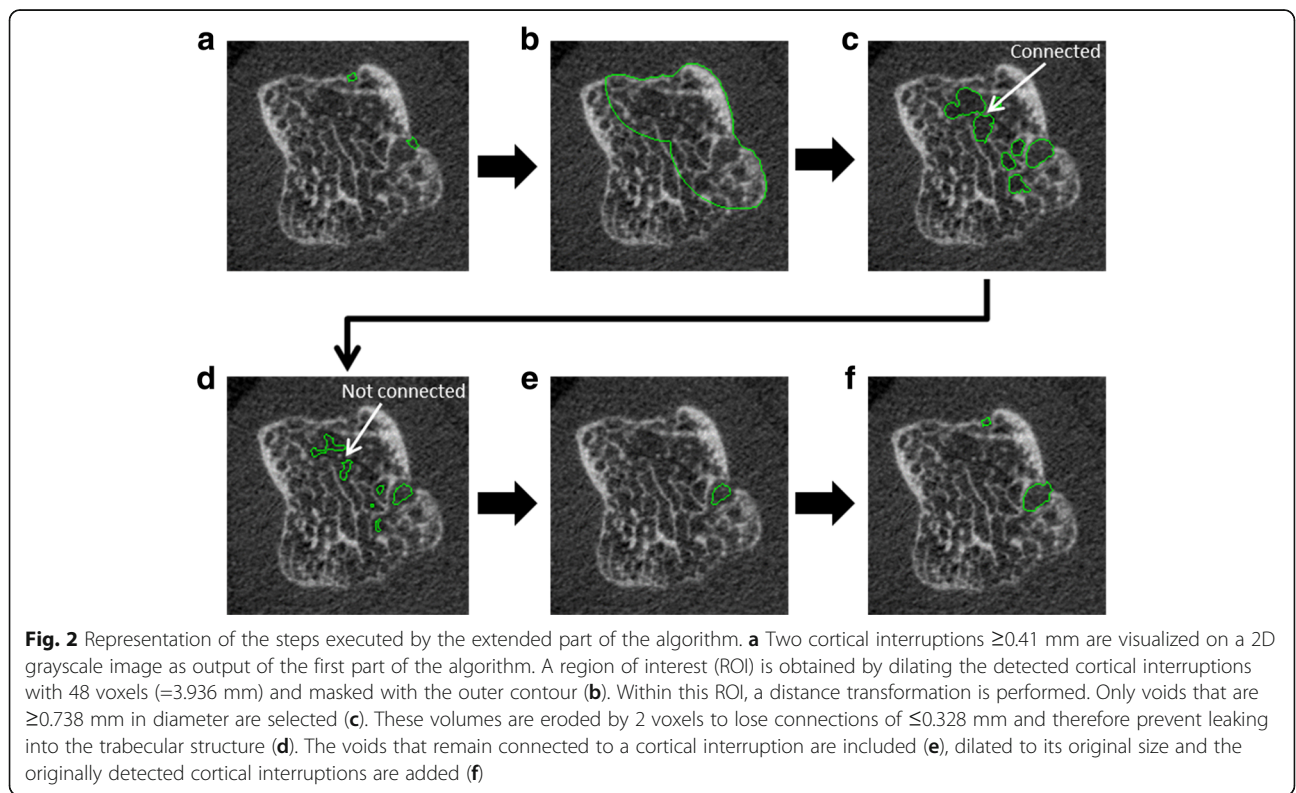 a
b
c
Connected
d
Not connected
e
f
Fig. 2 Representation of the steps executed by the extended part of the algorithm. a Two cortical interruptions ≥0.41 mm are visualized on a 2D
grayscale image as output of the first part of the algorithm. A region of interest (ROI) is obtained by dilating the detected cortical interruptions
with 48 voxels (=3.936 mm) and masked with the outer contour (b). Within this ROI, a distance transformation is performed. Only voids that are
≥0.738 mm in diameter are selected (c). These volumes are eroded by 2 voxels to lose connections of ≤0.328 mm and therefore prevent leaking
into the trabecular structure (d). The voids that remain connected to a cortical interruption are included (e), dilated to its original size and the
originally detected cortical interruptions are added (f)